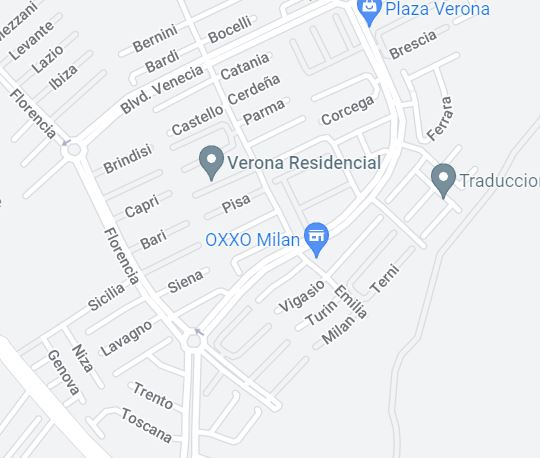 Plaza Verona
Mezzani
Levante
Lazio
Ibiza
Bernini
Bocelli
Bardi
Brescia
Blvd. Venecia
Catania
Cerdeña
Florencia
Castello
Parma
Corcega
Ferrara
Brindisi
Verona Residencial
Traduccion
Capri
Pisa
Bari
OXXO Milan
Florencia
Siena
Sicilia
Vigasio
Emilia
Terni
Turin
Milan
Lavagno
Niza
Genova
Trento
Toscana